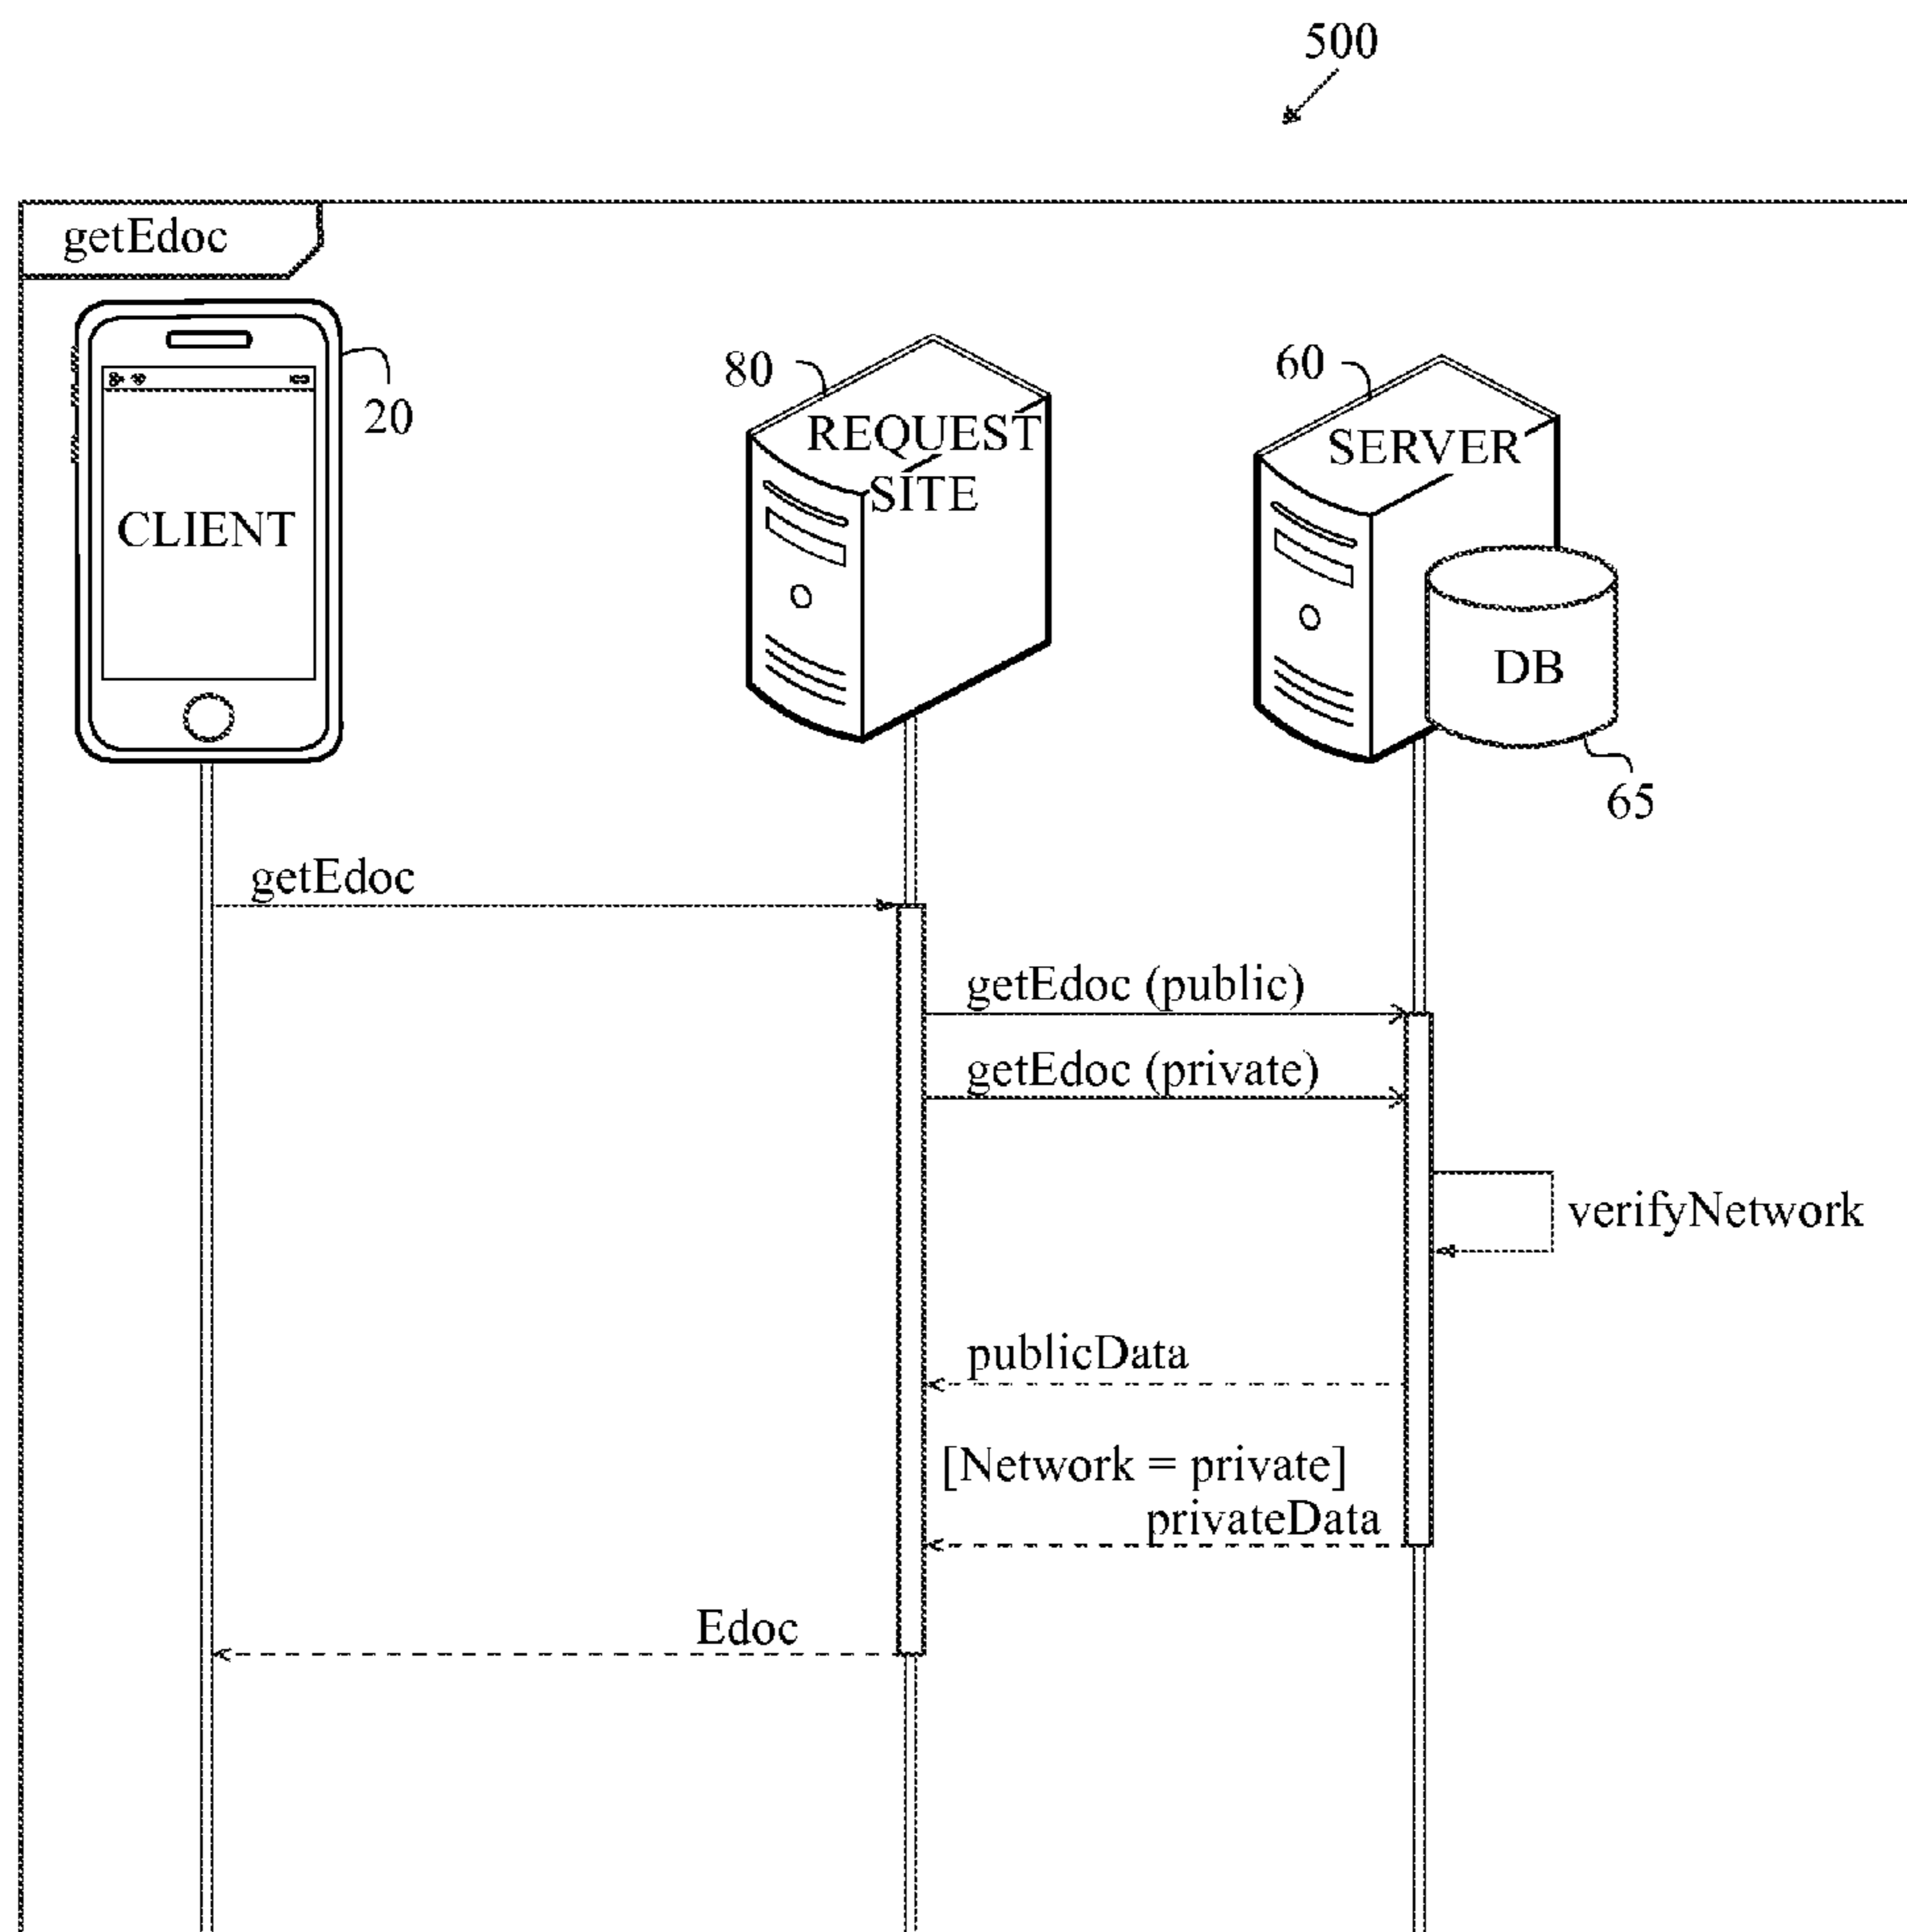 500
getEdoc
80
60
20
REQUEST
SITE
SERVER
CLIENT
DB
65
getEdoc
getEdoc (public)
getEdoc (private)
verifyNetwork
publicData
[Network = private]
privateData
Edoc